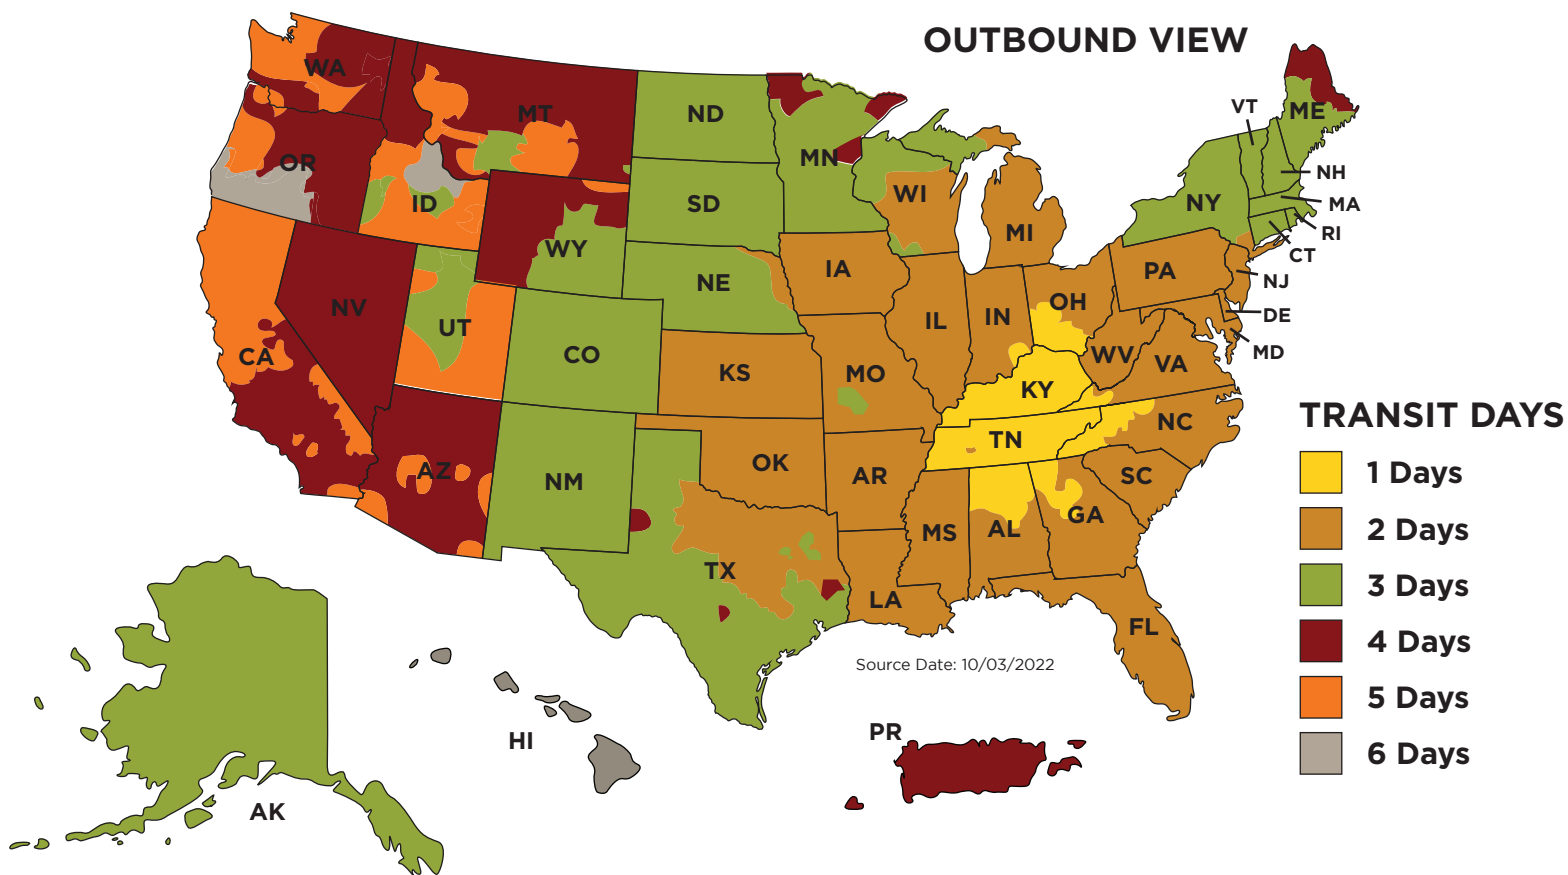 OUTBOUND VIEW
WA
MT
ND
MN
VT
ME
OR
ID
SD
WI
MI
NY
NH
MA
RI
CT
WY
NE
IA
PA
NJ
NV
UT
CO
IL
IN
OH
DE
MD
CA
KS
MO
WV
VA
KY
TRANSIT DAYS
AZ
NM
OK
AR
TN
NC
SC
1 Days
TX
MS
AL
GA
2 Days
LA
FL
3 Days
Source Date: 10/03/2022
4 Days
5 Days
HI
PR
6 Days
AK